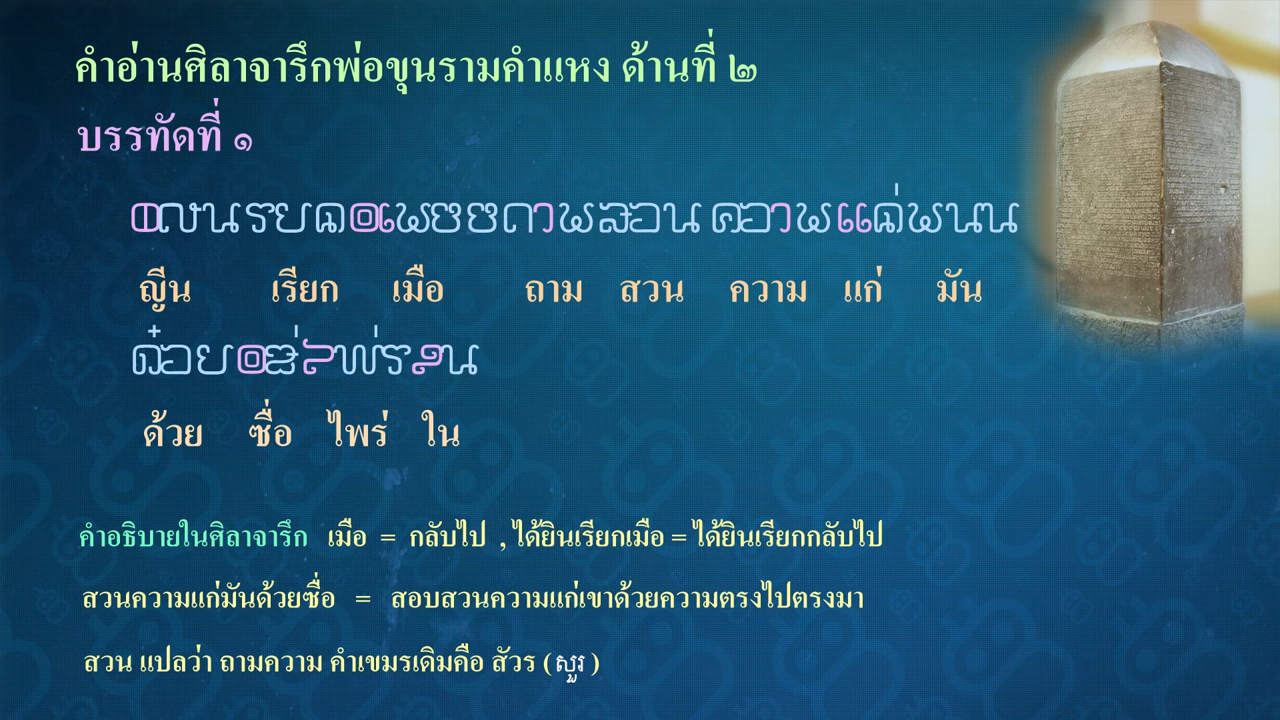 คำอ่านศิลาจารึกพ่อขุนรามคำแหง ด้านที่ ๒
บรรทัดที่ ๑
ญีน เรียก เมือ ถาม สวน ความ แก่ มัน
ด้วย ซื่อ ไพร่ ใน
คำอธิบายในศิลาจารึก เมือ = กลับไป , ได้ยินเรียกเมือ = ได้ยินเรียกกลับไป
สวนความแก่มันด้วยซื่อ = สอบสวนความแก่เขาด้วยความตรงไปตรงมา
สวน แปลว่า ถามความ คำเขมรเดิมคือ สัวร (សួរ)